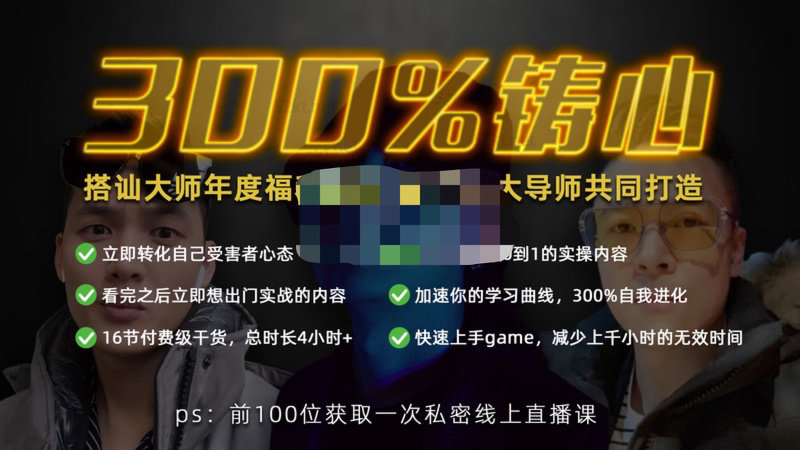 300%铸心
搭讪大师年度福 大导师共同打造
立即转化自己受害者心态
到1的实操内容
看完之后立即想出门实战的内容
加速你的学习曲线，300%自我进化
16节付费级干货，总时长4小时+
快速上手game，减少上千小时的无效时间
ps：前100位获取一次私密线上直播课